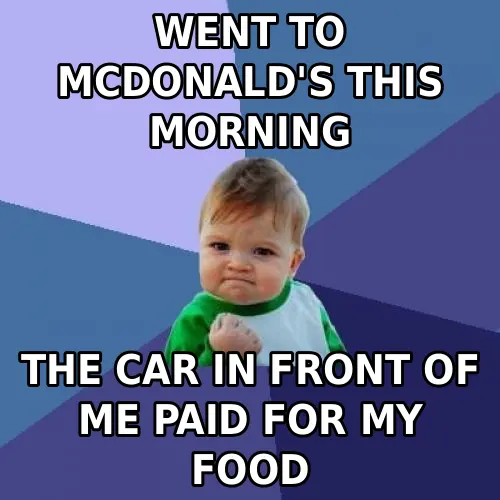 WENT TO
MCDONALD'S THIS
MORNING
THE CAR IN FRONT OF
ME PAID FOR MY
FOOD